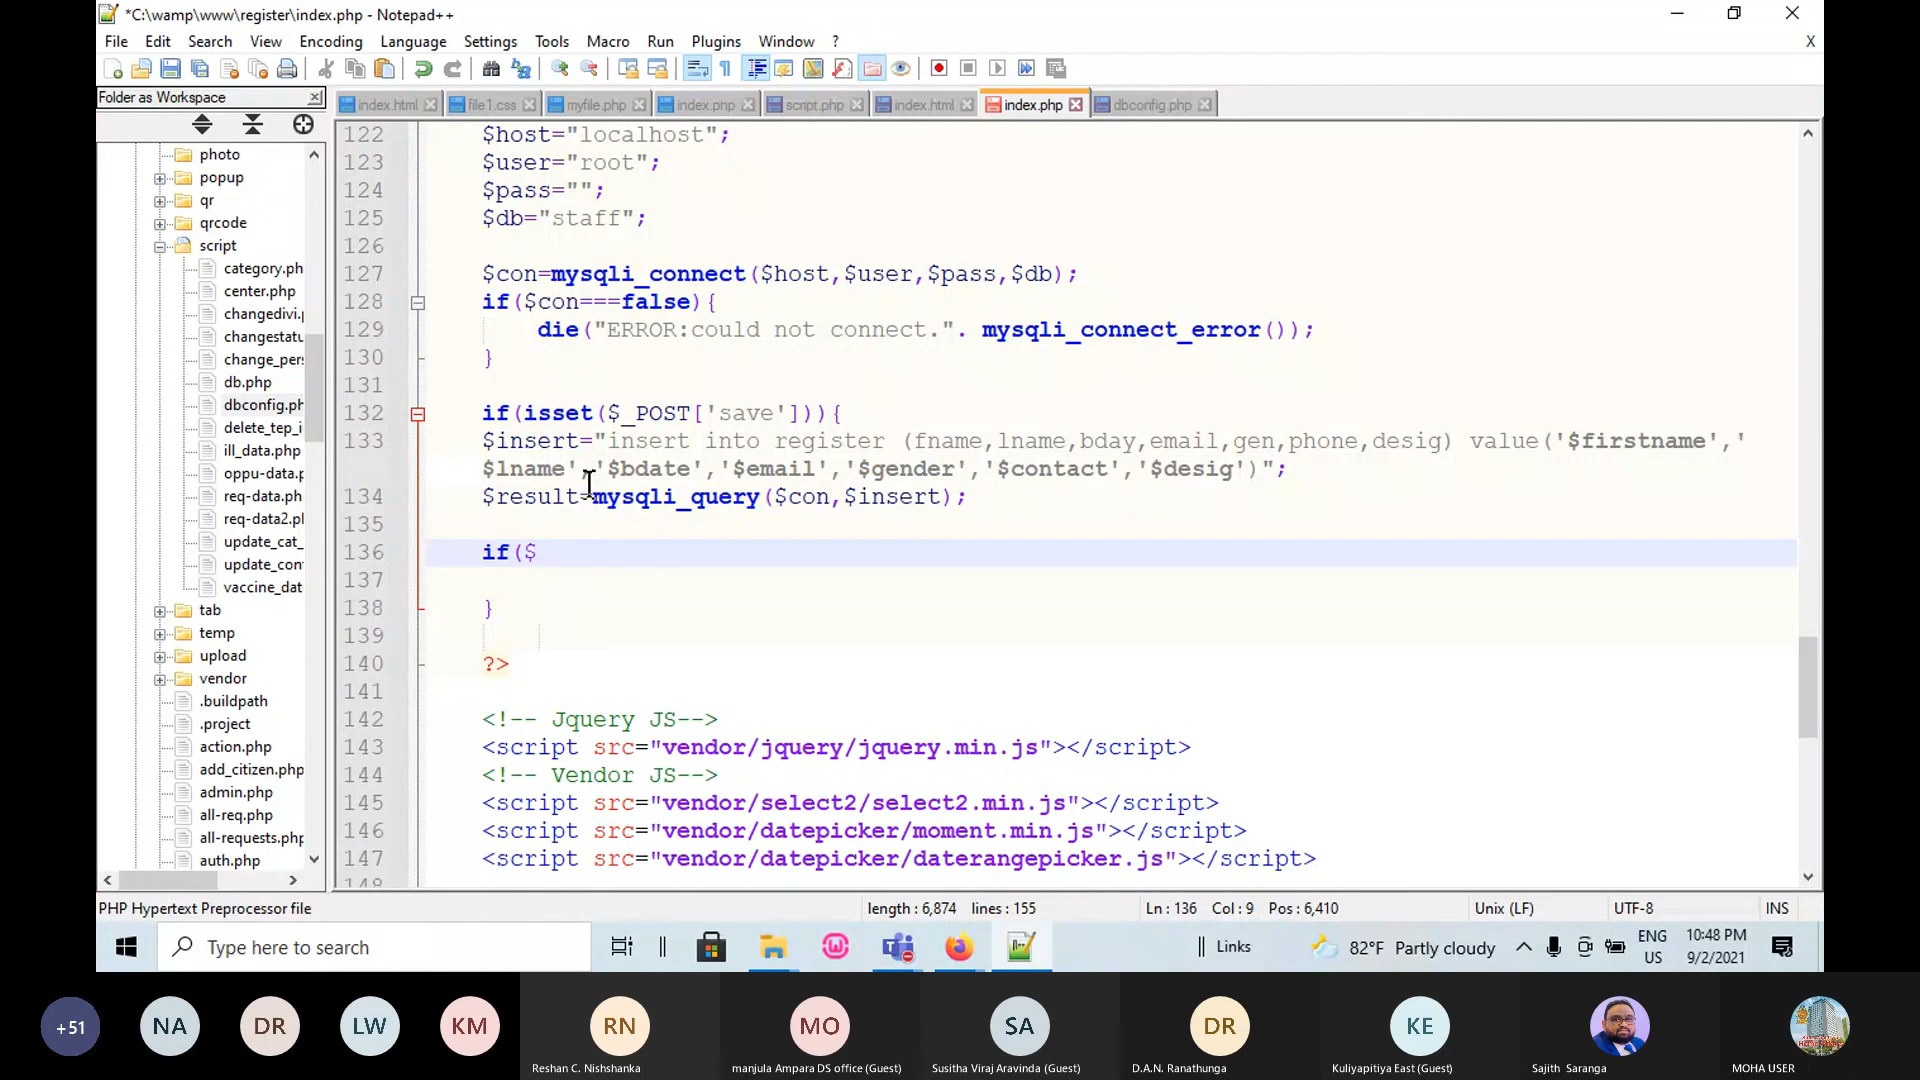 *C:\wamp\www\register\index.php - Notepad++
File Edit Search View Encoding Language Settings Tools Macro Run Plugins Window ? X
Folder as Workspace
index.html file1.css myfile.php index.php script.php index.html index.php dbconfig.php
photo
popup
qr
qrcode
script
category.ph
center.php
changedivi.p
changestatu
change_pers
db.php
dbconfig.ph
delete_tep_i
ill_data.php
oppu-data.p
req-data.ph
req-data2.pl
update_cat_
update_con
vaccine_dat
tab
temp
upload
vendor
.buildpath
.project
action.php
add_citizen.php
admin.php
all-req.php
all-requests.php
auth.php
122 $host="localhost";
123 $user="root";
124 $pass="";
125 $db="staff";
126
127 $con=mysqli_connect($host,$user,$pass,$db);
128 if($con===false){
129 die("ERROR:could not connect.". mysqli_connect_error());
130 }
131
132 if(isset($_POST['save'])){
133 $insert="insert into register (fname,lname,bday,email,gen,phone,desig) value('$firstname','
$lname','$bdate','$email','$gender','$contact','$desig')";
134 $result=mysqli_query($con,$insert);
135
136 if($
137
138 }
139
140 ?>
141
142 <!-- Jquery JS-->
143 <script src="vendor/jquery/jquery.min.js"></script>
144 <!-- Vendor JS-->
145 <script src="vendor/select2/select2.min.js"></script>
146 <script src="vendor/datepicker/moment.min.js"></script>
147 <script src="vendor/datepicker/daterangepicker.js"></script>
148
PHP Hypertext Preprocessor file length : 6,874 lines : 155 Ln : 136 Col : 9 Pos : 6,410 Unix (LF) UTF-8 INS
Type here to search Links 82°F Partly cloudy ENG US 10:48 PM 9/2/2021
+51 NA DR LW KM RN MO SA DR KE
Reshan C. Nishshanka manjula Ampara DS office (Guest) Susitha Viraj Aravinda (Guest) D.A.N. Ranathunga Kuliyapitiya East (Guest) Sajith Saranga MOHA USER